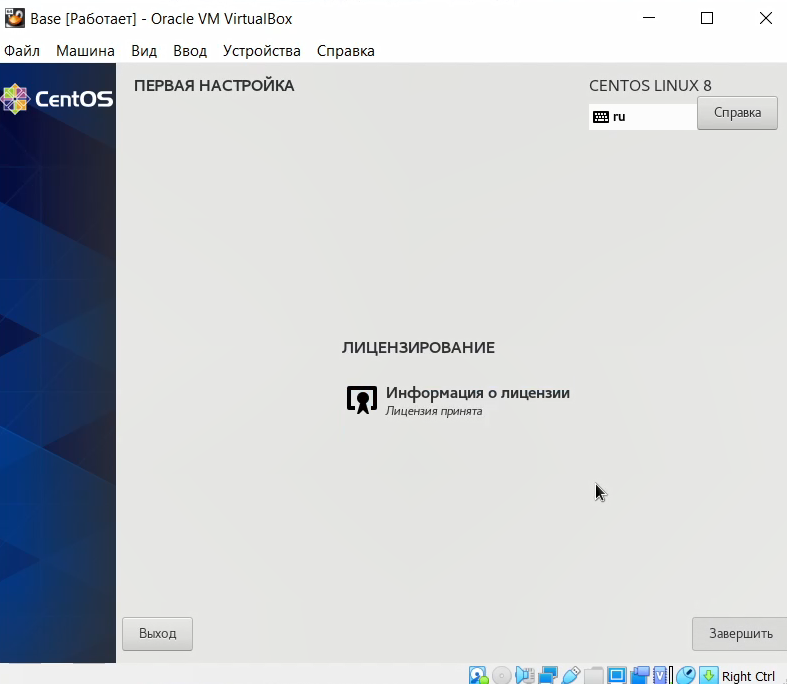 Base [Работает] - Oracle VM VirtualBox
Файл Машина Вид Ввод Устройства Справка
CentOS
ПЕРВАЯ НАСТРОЙКА
CENTOS LINUX 8
ru
Справка
ЛИЦЕНЗИРОВАНИЕ
Информация о лицензии
Лицензия принята
Выход
Завершить
Right Ctrl